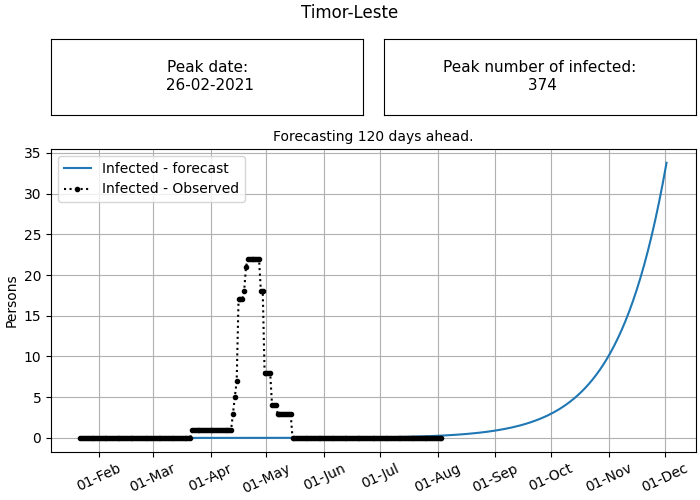 Timor-Leste
Peak date:
26-02-2021
Peak number of infected:
374
Forecasting 120 days ahead.
Infected - forecast
Infected - Observed
Persons
35
30
25
20
15
10
5
0
01-Feb
01-Mar
01-Apr
01-May
01-Jun
01-Jul
01-Aug
01-Sep
01-Oct
01-Nov
01-Dec